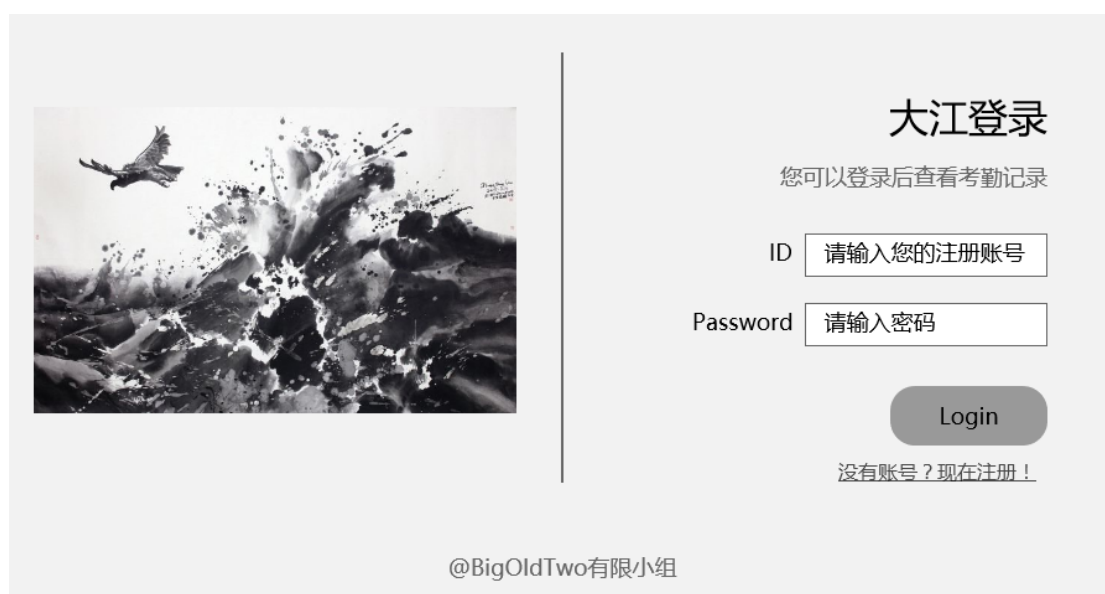 大江登录
您可以登录后查看考勤记录
ID 请输入您的注册账号
Password 请输入密码
Login
没有账号？现在注册！
@BigOldTwo有限小组